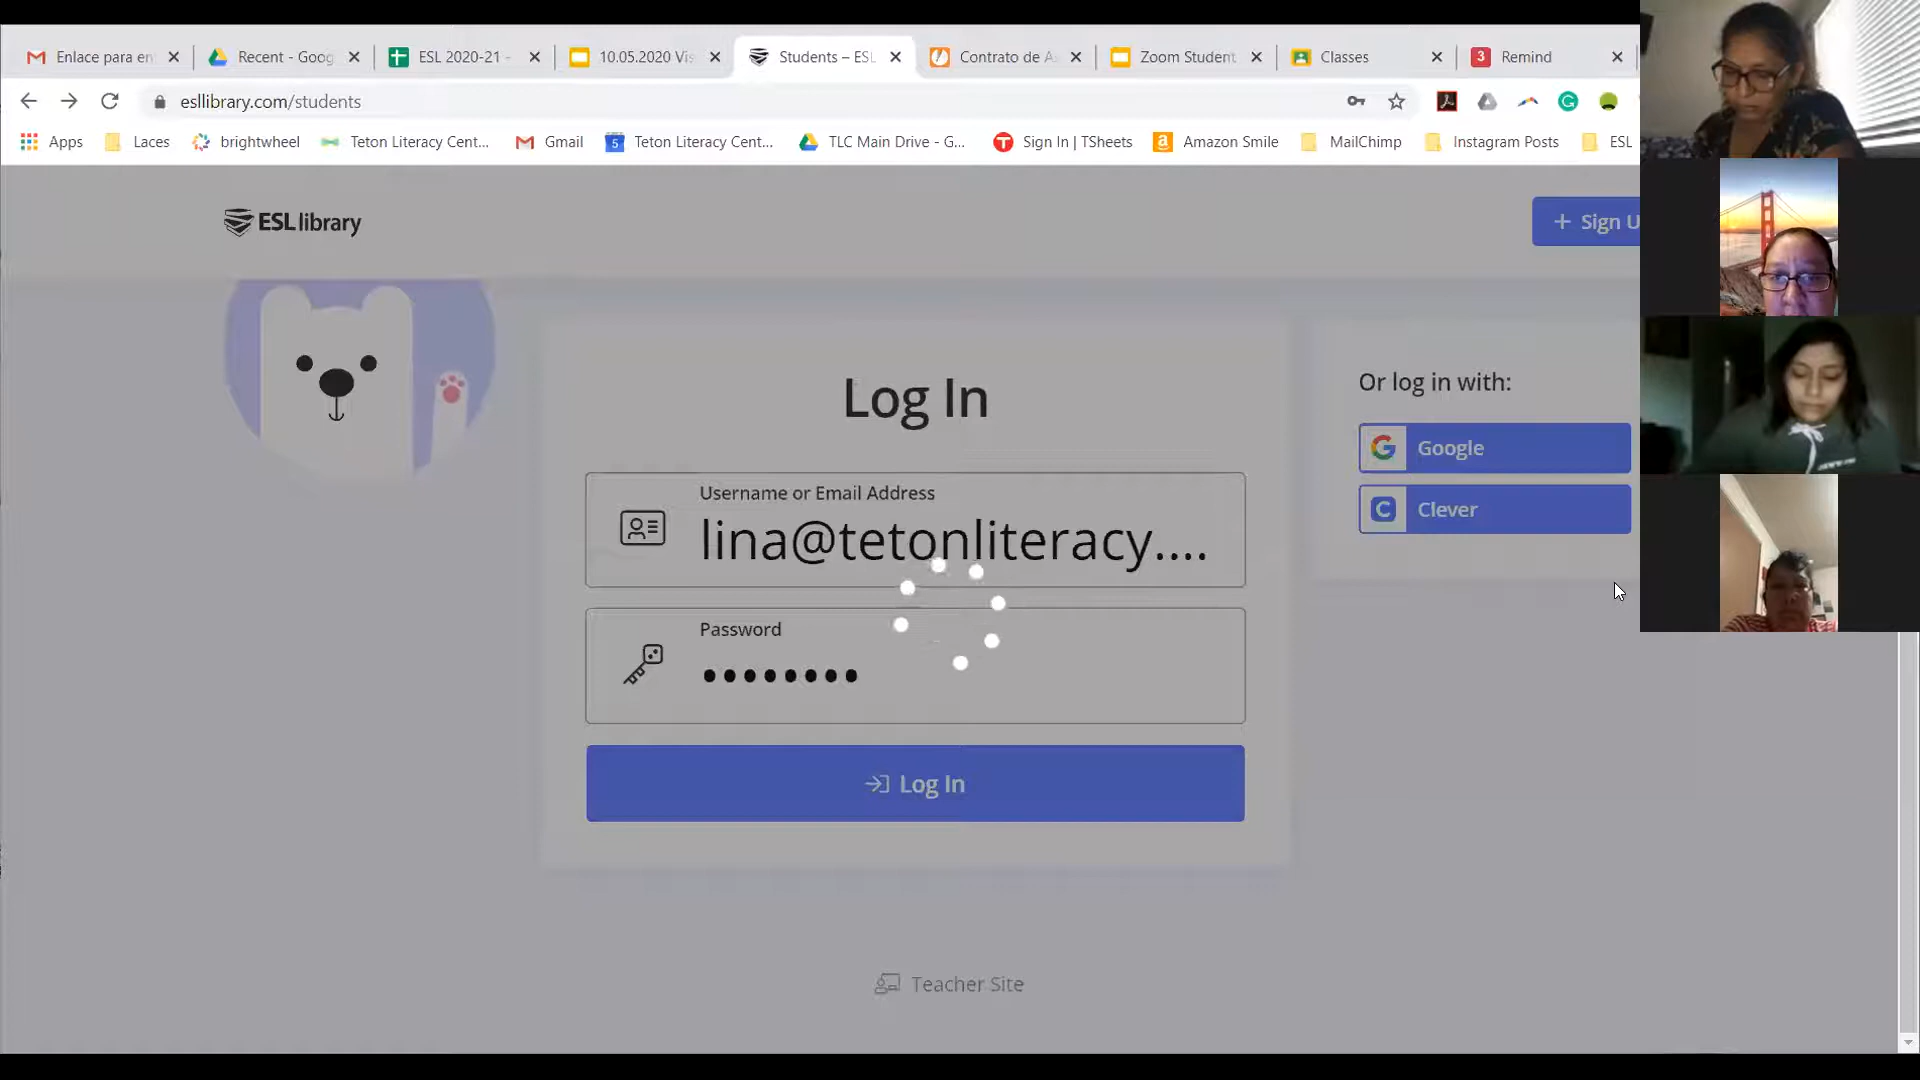 Enlace para en
Recent - Goog
ESL 2020-21 -
10.05.2020 Vis
Students – ESL
Contrato de A
Zoom Student
Classes
3 Remind
esllibrary.com/students
Apps
Laces
brightwheel
Teton Literacy Cent...
Gmail
5 Teton Literacy Cent...
TLC Main Drive - G...
Sign In | TSheets
Amazon Smile
MailChimp
Instagram Posts
ESL
ESL library
+ Sign U
Log In
Username or Email Address
lina@tetonliteracy....
Password
Log In
Or log in with:
Google
Clever
Teacher Site